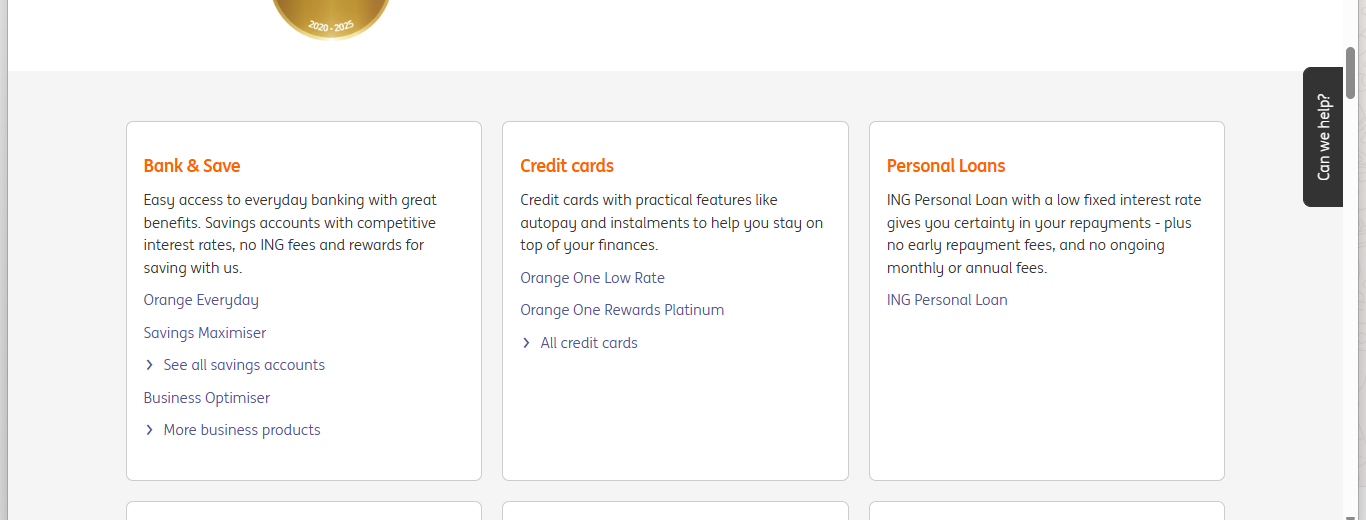 2020 - 2025
Can we help?
Bank & Save
Easy access to everyday banking with great
benefits. Savings accounts with competitive
interest rates, no ING fees and rewards for
saving with us.
Orange Everyday
Savings Maximiser
See all savings accounts
Business Optimiser
More business products
Credit cards
Credit cards with practical features like
autopay and instalments to help you stay on
top of your finances.
Orange One Low Rate
Orange One Rewards Platinum
All credit cards
Personal Loans
ING Personal Loan with a low fixed interest rate
gives you certainty in your repayments - plus
no early repayment fees, and no ongoing
monthly or annual fees.
ING Personal Loan